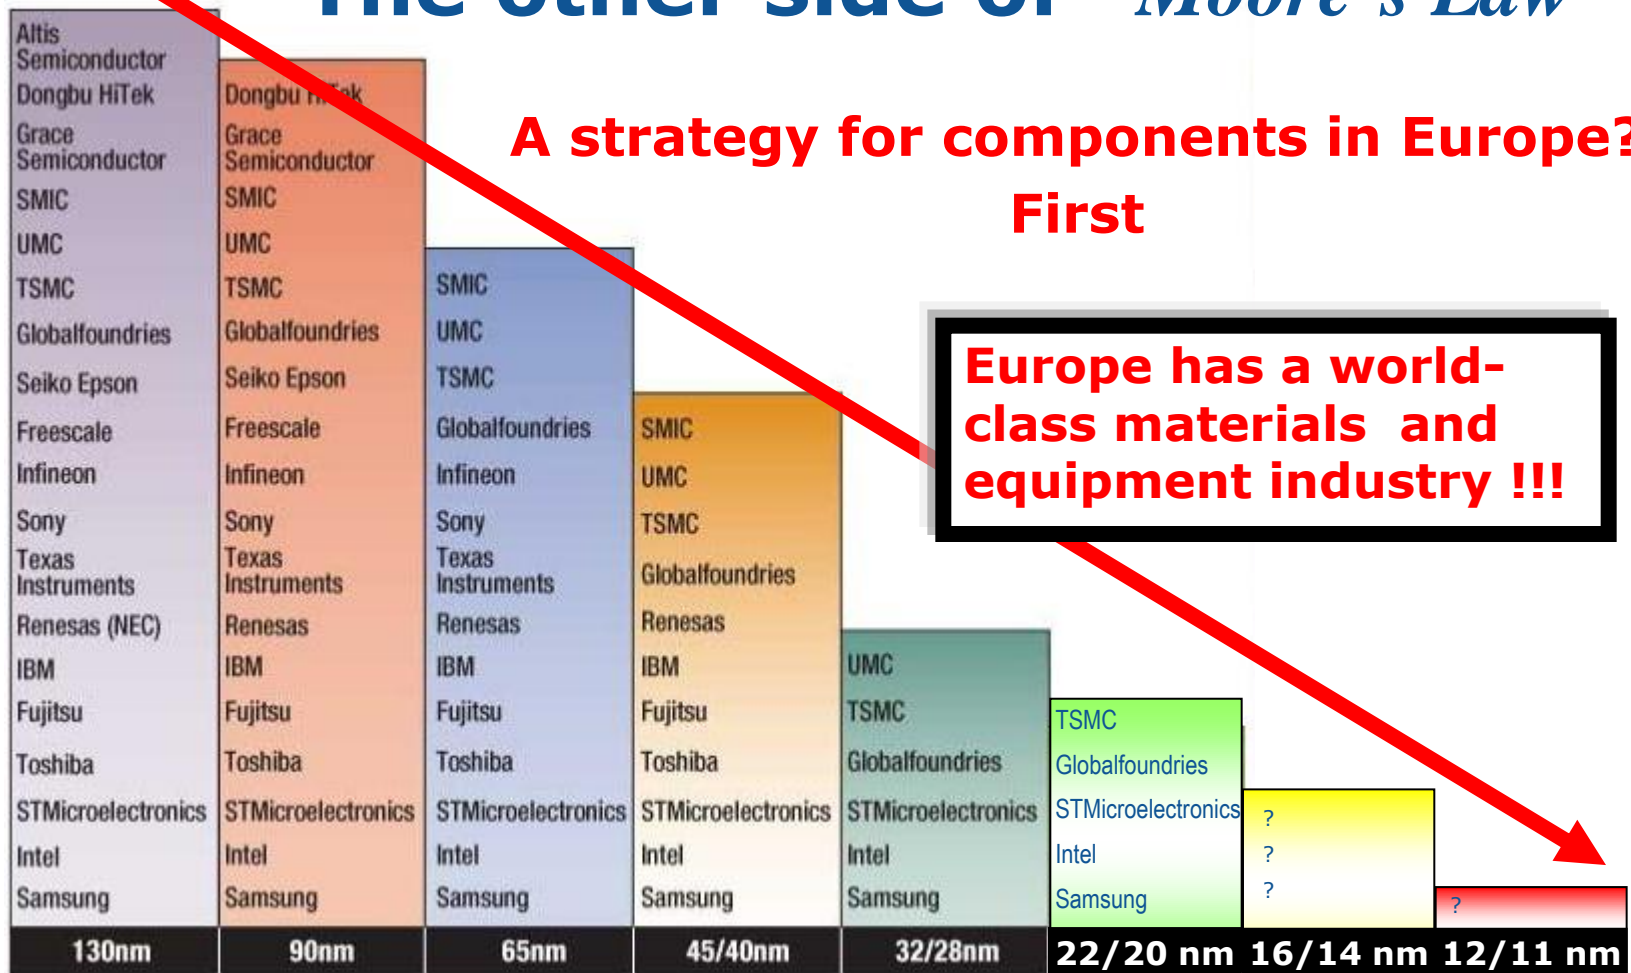 The other side of "Moore's Law"
A strategy for components in Europe?
First
Europe has a world-
class materials and
equipment industry !!!
Altis
Semiconductor
Dongbu HiTek
Grace
Semiconductor
SMIC
UMC
TSMC
Globalfoundries
Seiko Epson
Freescale
Infineon
Sony
Texas
Instruments
Renesas (NEC)
IBM
Fujitsu
Toshiba
STMicroelectronics
Intel
Samsung
130nm
Dongbu HiTek
Grace
Semiconductor
SMIC
UMC
TSMC
Globalfoundries
Seiko Epson
Freescale
Infineon
Sony
Texas
Instruments
Renesas
IBM
Fujitsu
Toshiba
STMicroelectronics
Intel
Samsung
90nm
SMIC
UMC
TSMC
Globalfoundries
Infineon
Sony
Texas
Instruments
Renesas
IBM
Fujitsu
Toshiba
STMicroelectronics
Intel
Samsung
65nm
SMIC
UMC
TSMC
Globalfoundries
Renesas
IBM
Fujitsu
Toshiba
STMicroelectronics
Intel
Samsung
45/40nm
UMC
TSMC
Globalfoundries
STMicroelectronics
Intel
Samsung
32/28nm
TSMC
Globalfoundries
STMicroelectronics
Intel
Samsung
22/20 nm
?
?
?
16/14 nm
?
12/11 nm